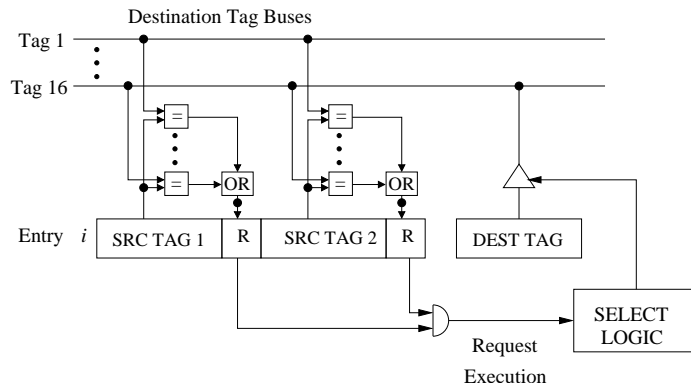 Destination Tag Buses
Tag 1
Tag 16
=
=
=
OR
=
OR
Entry i
SRC TAG 1
R
SRC TAG 2
R
DEST TAG
SELECT
LOGIC
Request
Execution